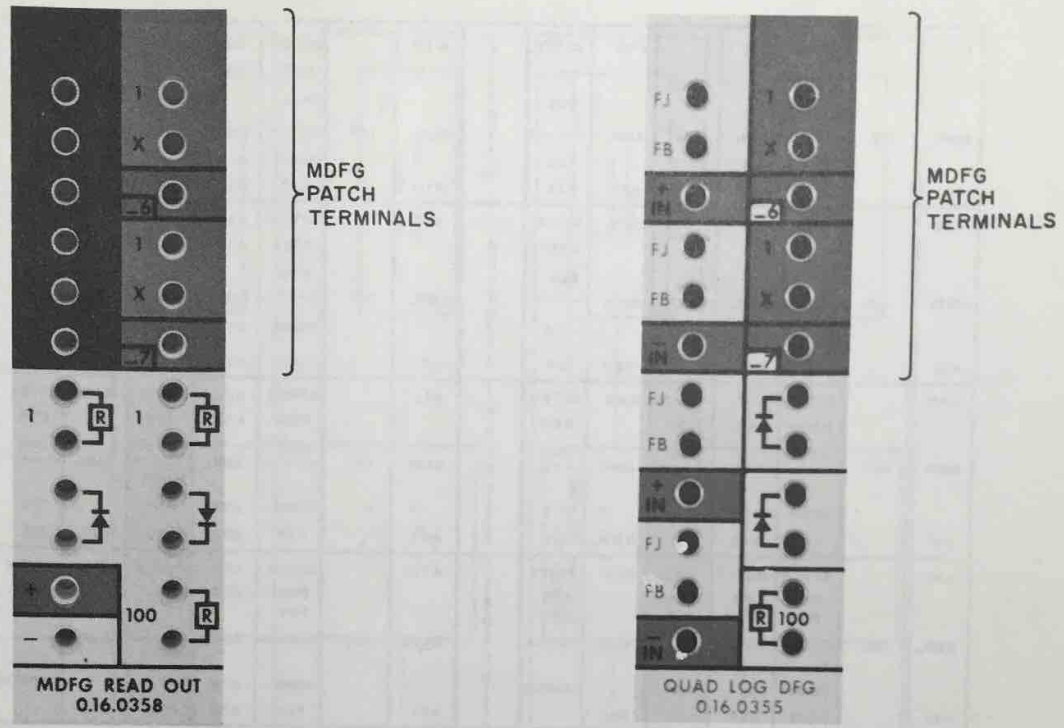 1
X
_6
1
X
_7
MDFG
PATCH
TERMINALS
1 R 1 R
+
100 R
−
MDFG READ OUT
0.16.0358
FJ 1
FB X
+
IN _6
FJ 1
FB X
−
IN _7
MDFG
PATCH
TERMINALS
FJ
FB
+
IN
FJ
FB
R 100
−
IN
QUAD LOG DFG
0.16.0355